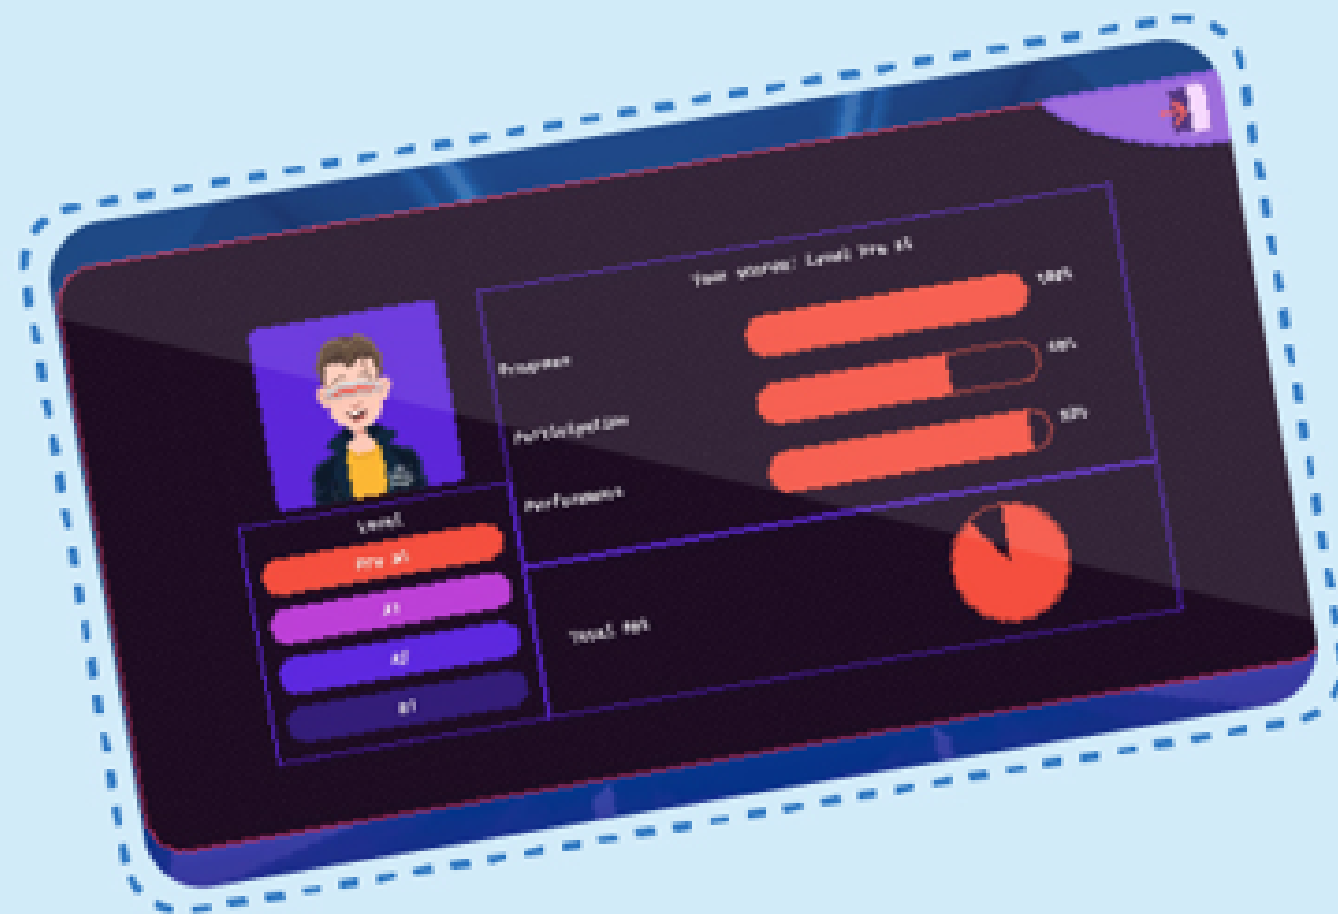 Your scores: Level Pre A1
Progress
100%
Participation
Performance
Level
Pre A1
A1
A2
B1
Total